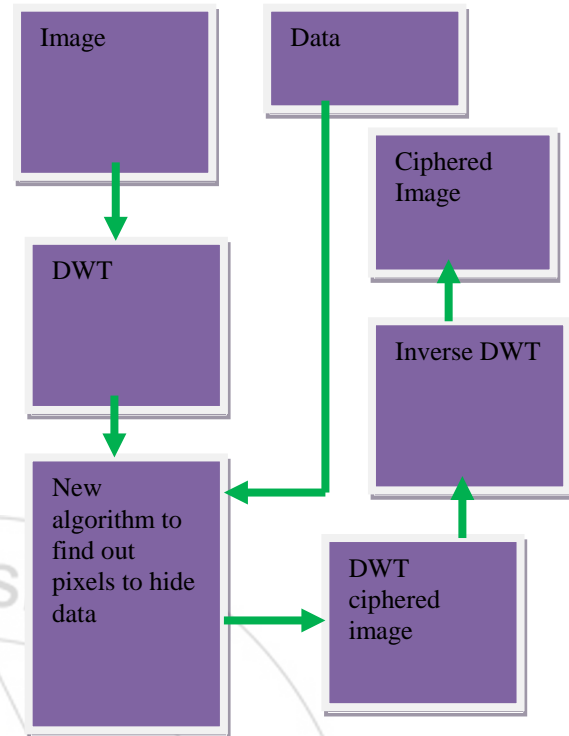 Image
Data
Ciphered
Image
DWT
Inverse DWT
New
algorithm to
find out
pixels to hide
data
DWT
ciphered
image